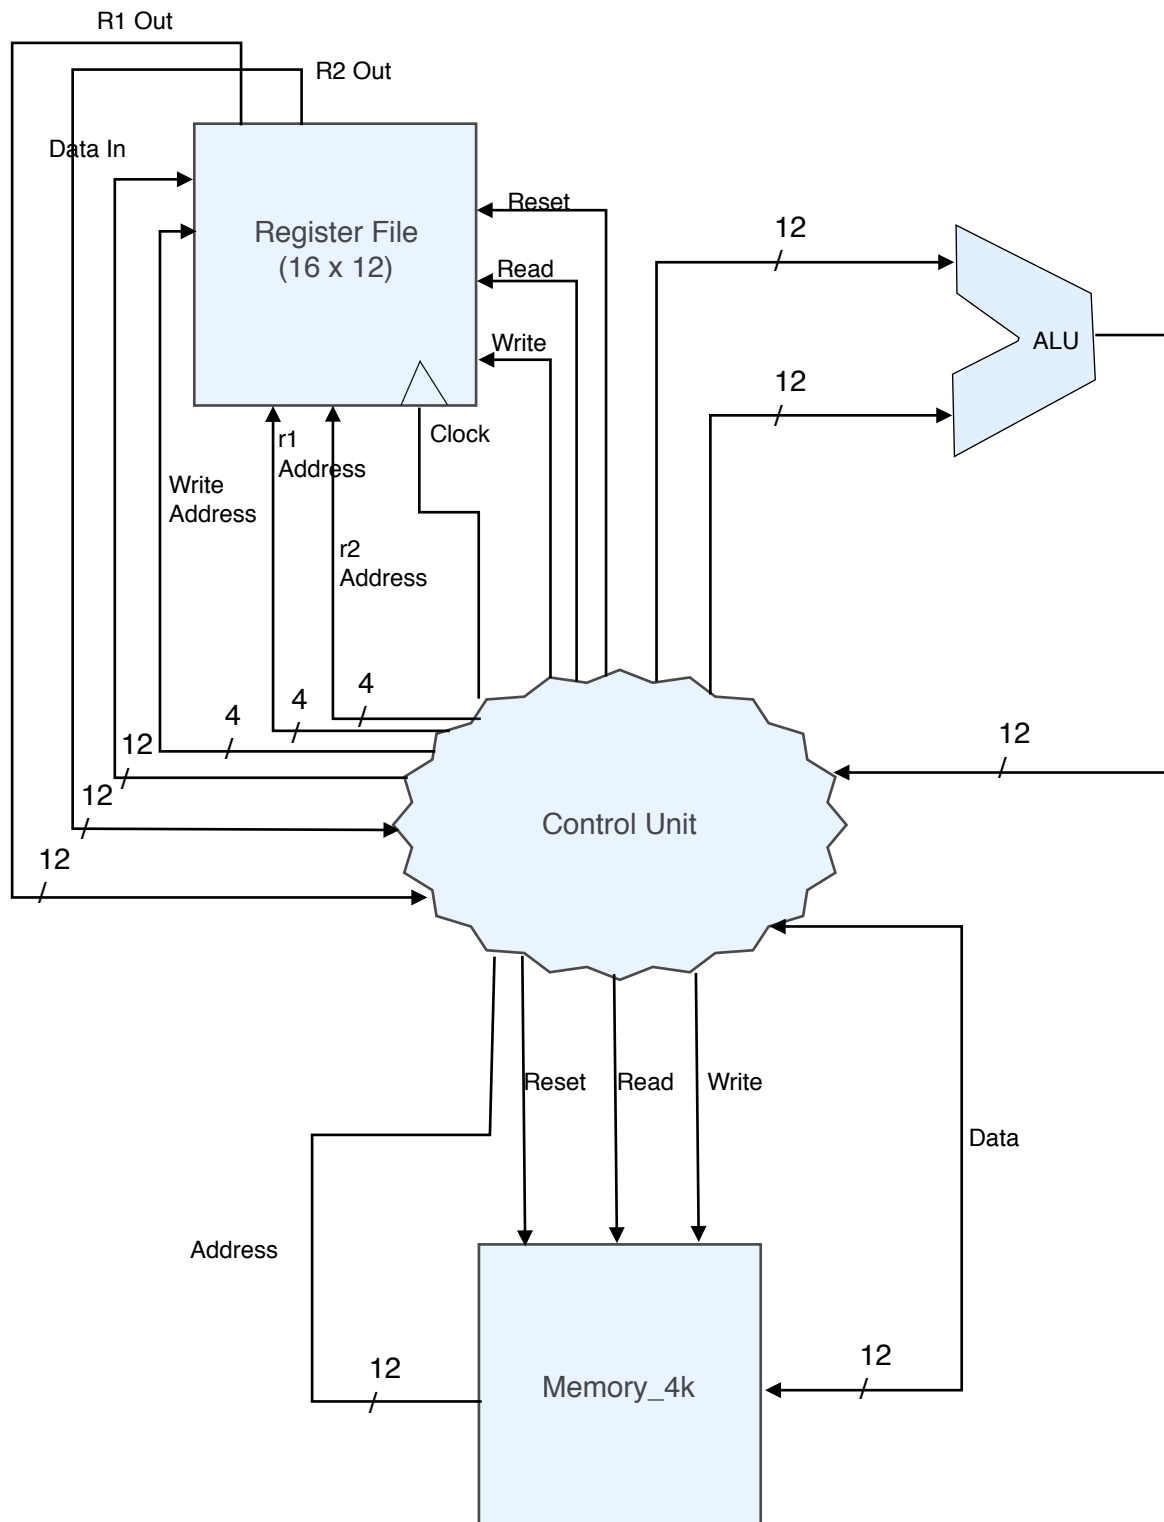 R1 Out
R2 Out
Data In
Reset
12
Register File
(16 x 12)
Read
Write
ALU
12
Clock
r1
Address
Write
Address
r2
Address
4
4
4
12
12
12
12
Control Unit
Reset
Read
Write
Data
Address
12
12
Memory_4k